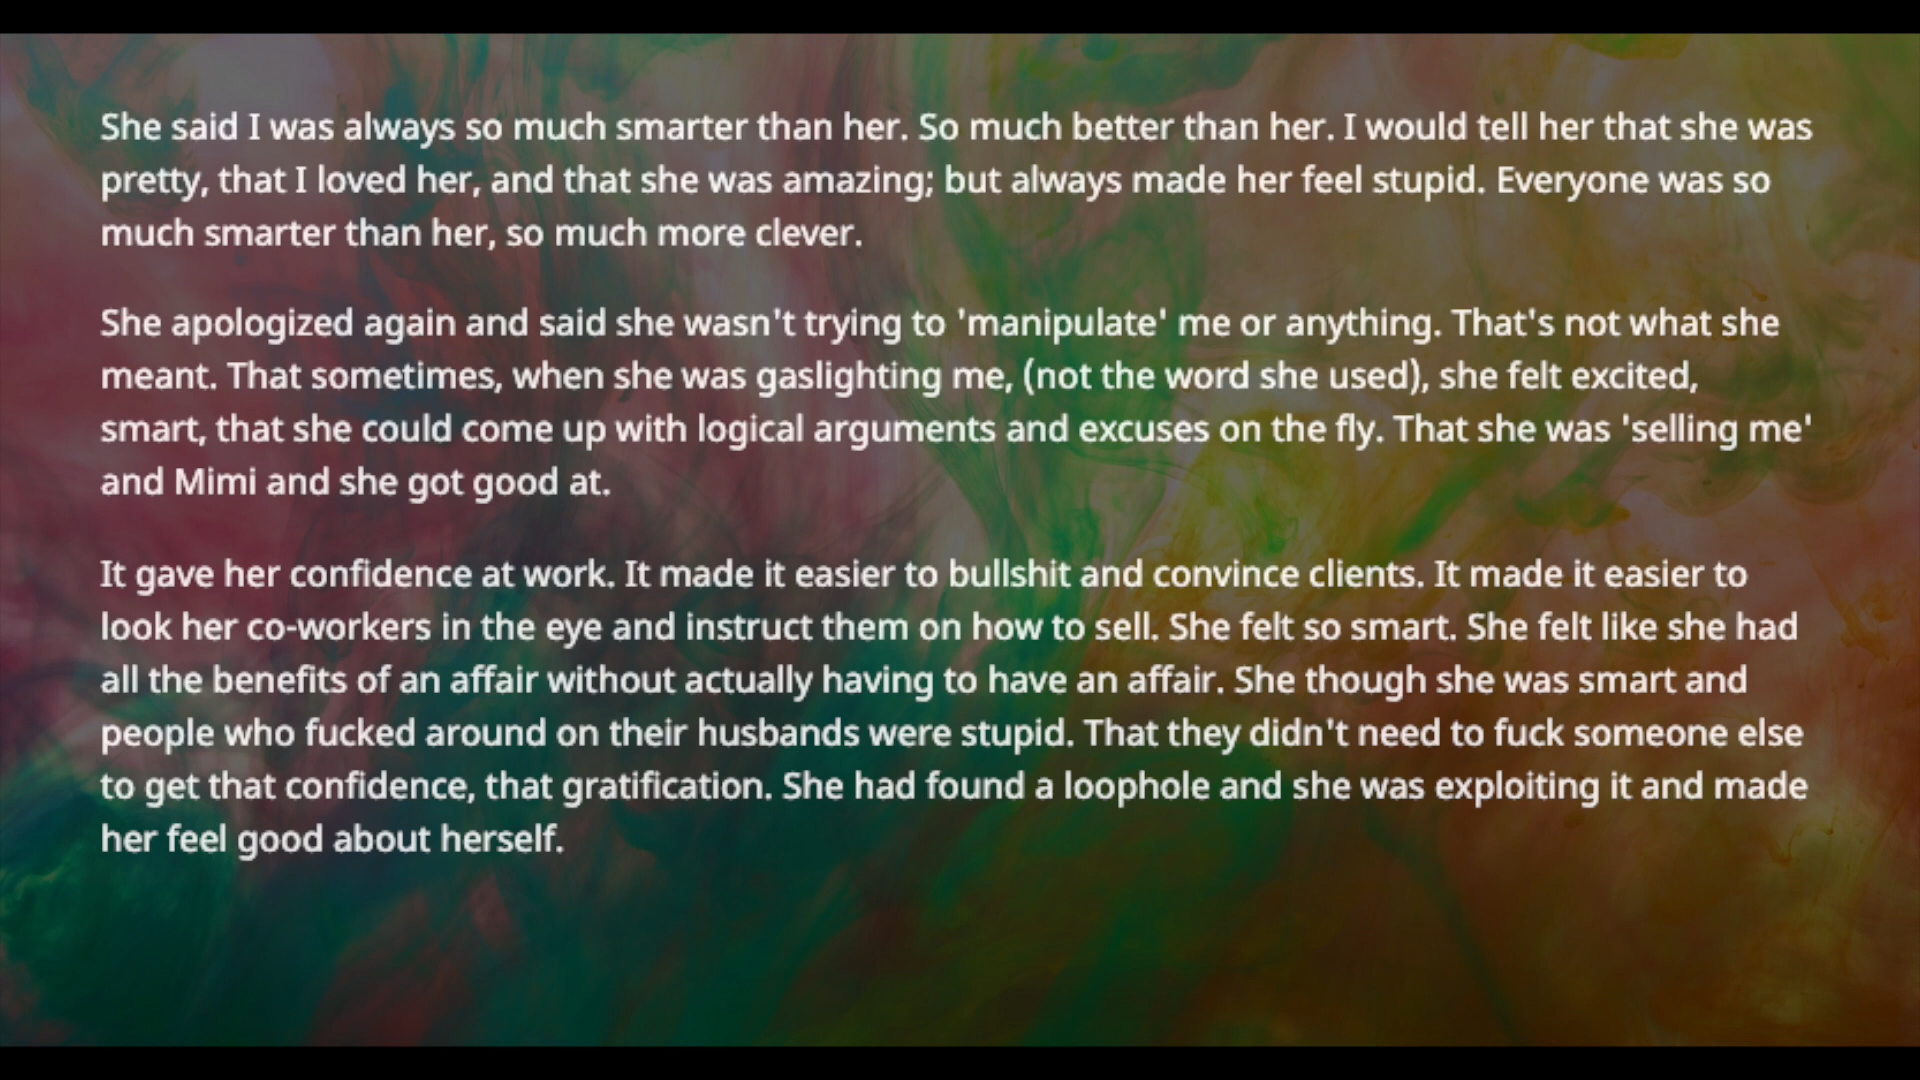 She said I was always so much smarter than her. So much better than her. I would tell her that she was
pretty, that I loved her, and that she was amazing; but always made her feel stupid. Everyone was so
much smarter than her, so much more clever.
She apologized again and said she wasn't trying to 'manipulate' me or anything. That's not what she
meant. That sometimes, when she was gaslighting me, (not the word she used), she felt excited,
smart, that she could come up with logical arguments and excuses on the fly. That she was 'selling me'
and Mimi and she got good at.
It gave her confidence at work. It made it easier to bullshit and convince clients. It made it easier to
look her co-workers in the eye and instruct them on how to sell. She felt so smart. She felt like she had
all the benefits of an affair without actually having to have an affair. She though she was smart and
people who fucked around on their husbands were stupid. That they didn't need to fuck someone else
to get that confidence, that gratification. She had found a loophole and she was exploiting it and made
her feel good about herself.